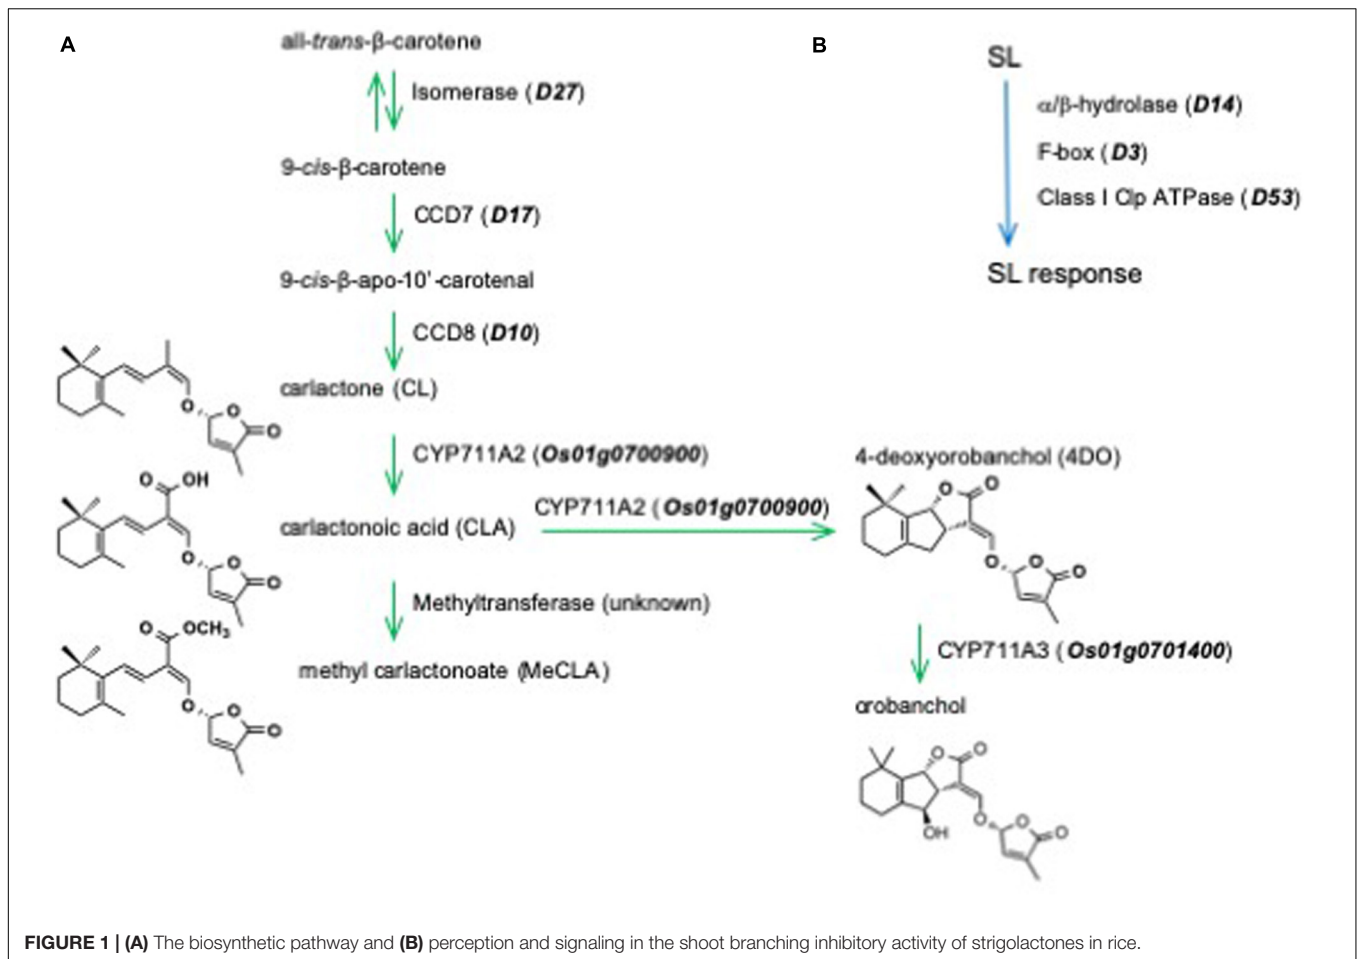 A
all-trans-β-carotene
Isomerase (D27)
9-cis-β-carotene
CCD7 (D17)
9-cis-β-apo-10'-carotenal
CCD8 (D10)
carlactone (CL)
O
O
O
CYP711A2 (Os01g0700900)
O
OH
carlactonoic acid (CLA)
CYP711A2 (Os01g0700900)
O
O
O
Methyltransferase (unknown)
O
OCH3
methyl carlactonoate (MeCLA)
O
O
O
B
SL
α/β-hydrolase (D14)
F-box (D3)
Class I Clp ATPase (D53)
SL response
4-deoxyorobanchol (4DO)
O
O
O
O
O
CYP711A3 (Os01g0701400)
orobanchol
O
O
OH
O
O
O
FIGURE 1 | (A) The biosynthetic pathway and (B) perception and signaling in the shoot branching inhibitory activity of strigolactones in rice.